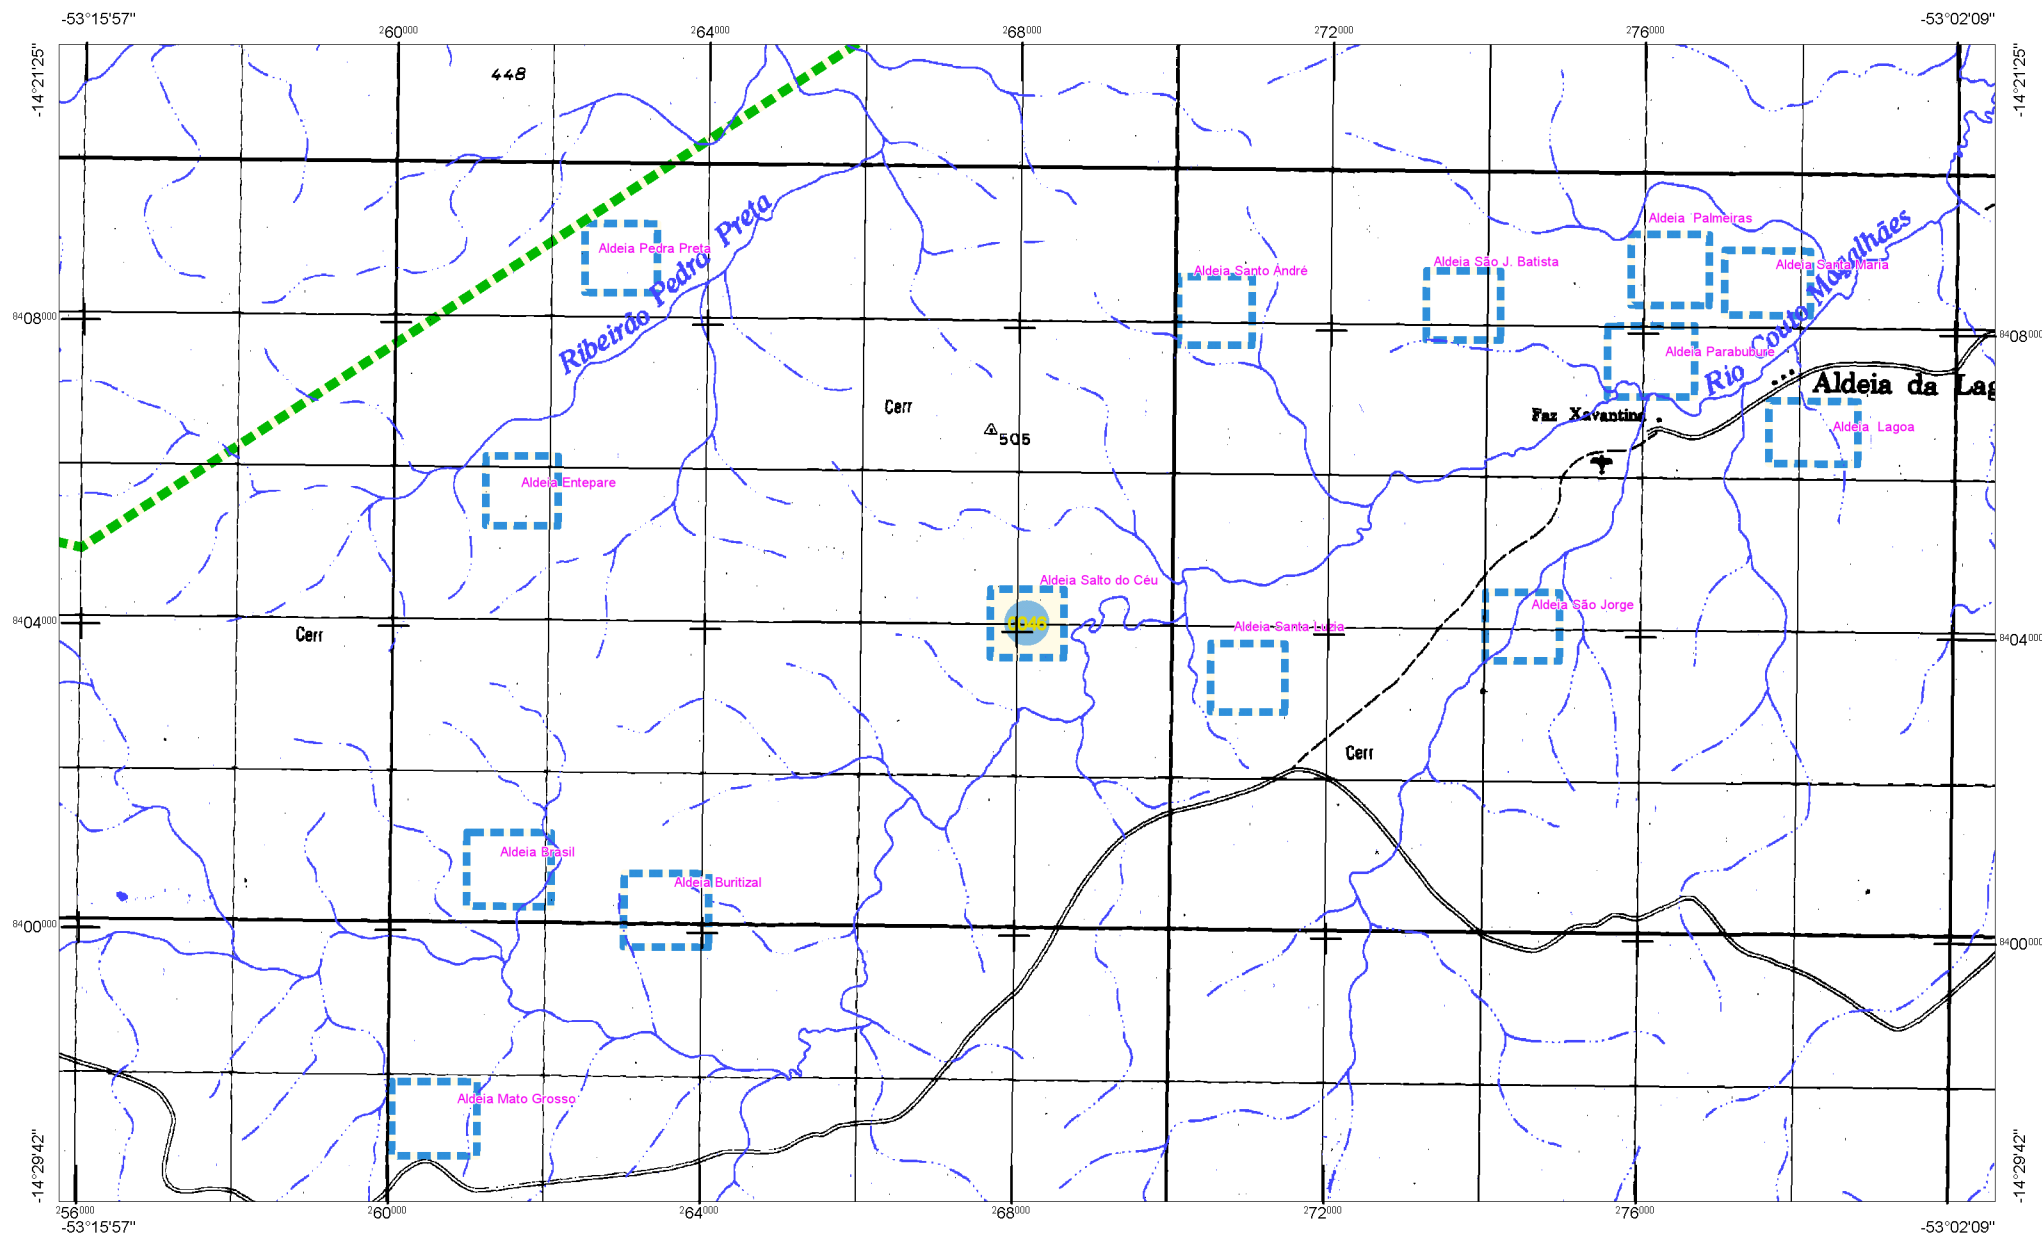 -53°15'57"
-53°02'09"
260000
264000
268000
272000
276000
-14°21'25"
-14°21'25"
448
Aldeia Palmeiras
Aldeia Pedra Preta
Ribeirão Pedra Preta
Aldeia São J. Batista
Aldeia Santa Maria
Aldeia Santo André
Rio Couto Magalhães
8408000
8408000
Aldeia Parabubure
Aldeia da Lag
Cerr
Faz Xavantina
505
Aldeia Lagoa
Aldeia Entepare
Aldeia Salto do Céu
Aldeia São Jorge
8404000
C046
Aldeia Santa Luzia
Cerr
8404000
Cerr
Aldeia Brasil
Aldeia Buritizal
8400000
8400000
Aldeia Mato Grosso
-14°29'42"
-14°29'42"
256000
260000
264000
268000
272000
276000
-53°15'57"
-53°02'09"